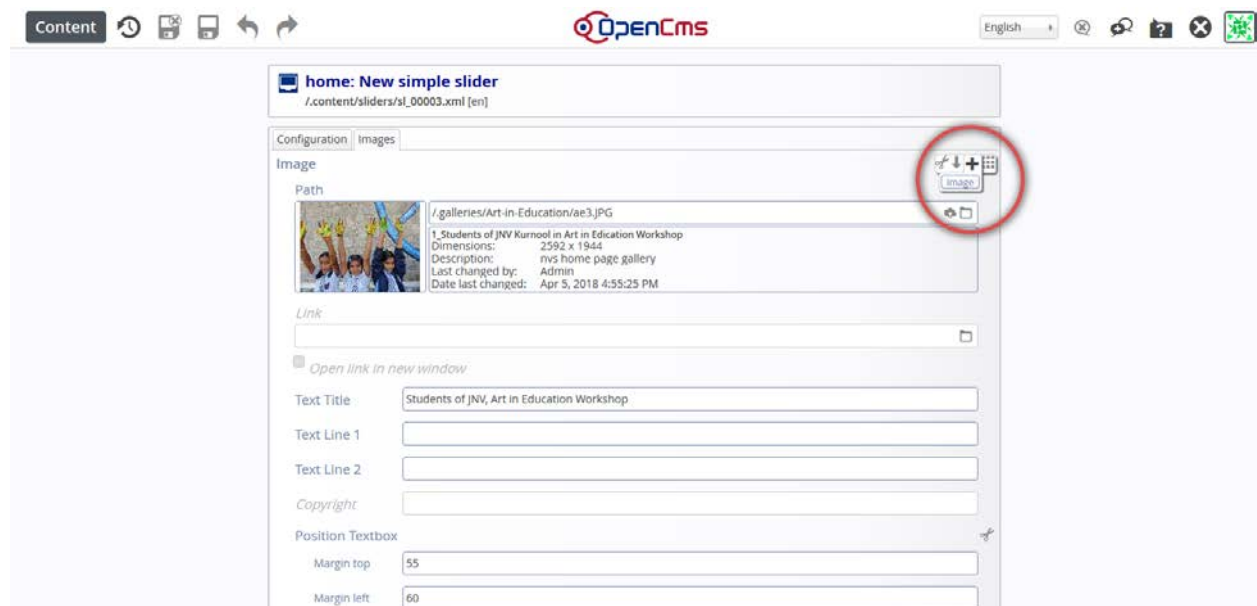 Content
OpenCms
English
home: New simple slider
/.content/sliders/sl_00003.xml [en]
Configuration Images
Image
Image
Path
/.galleries/Art-in-Education/ae3.JPG
1_Students of JNV Kurnool in Art in Edication Workshop
Dimensions: 2592 x 1944
Description: nvs home page gallery
Last changed by: Admin
Date last changed: Apr 5, 2018 4:55:25 PM
Link
Open link in new window
Text Title Students of JNV, Art in Education Workshop
Text Line 1
Text Line 2
Copyright
Position Textbox
Margin top 55
Margin left 60